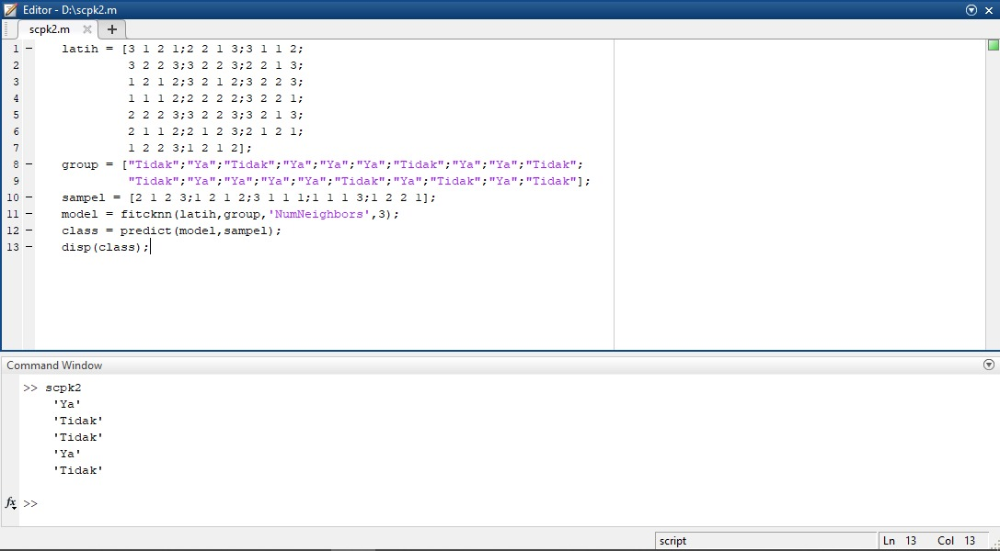 Editor - D:\scpk2.m
scpk2.m
1 – latih = [3 1 2 1;2 2 1 3;3 1 1 2;
2 3 2 2 3;3 2 2 3;2 2 1 3;
3 1 2 1 2;3 2 1 2;3 2 2 3;
4 1 1 1 2;2 2 2 2;3 2 2 1;
5 2 2 2 3;3 2 2 3;3 2 1 3;
6 2 1 1 2;2 1 2 3;2 1 2 1;
7 1 2 2 3;1 2 1 2];
8 – group = ["Tidak";"Ya";"Tidak";"Ya";"Ya";"Ya";"Tidak";"Ya";"Ya";"Tidak";
9 "Tidak";"Ya";"Ya";"Ya";"Ya";"Tidak";"Ya";"Tidak";"Ya";"Tidak"];
10 – sampel = [2 1 2 3;1 2 1 2;3 1 1 1;1 1 1 3;1 2 2 1];
11 – model = fitcknn(latih,group,'NumNeighbors',3);
12 – class = predict(model,sampel);
13 – disp(class);
Command Window
>> scpk2
'Ya'
'Tidak'
'Tidak'
'Ya'
'Tidak'
fx >>
script Ln 13 Col 13